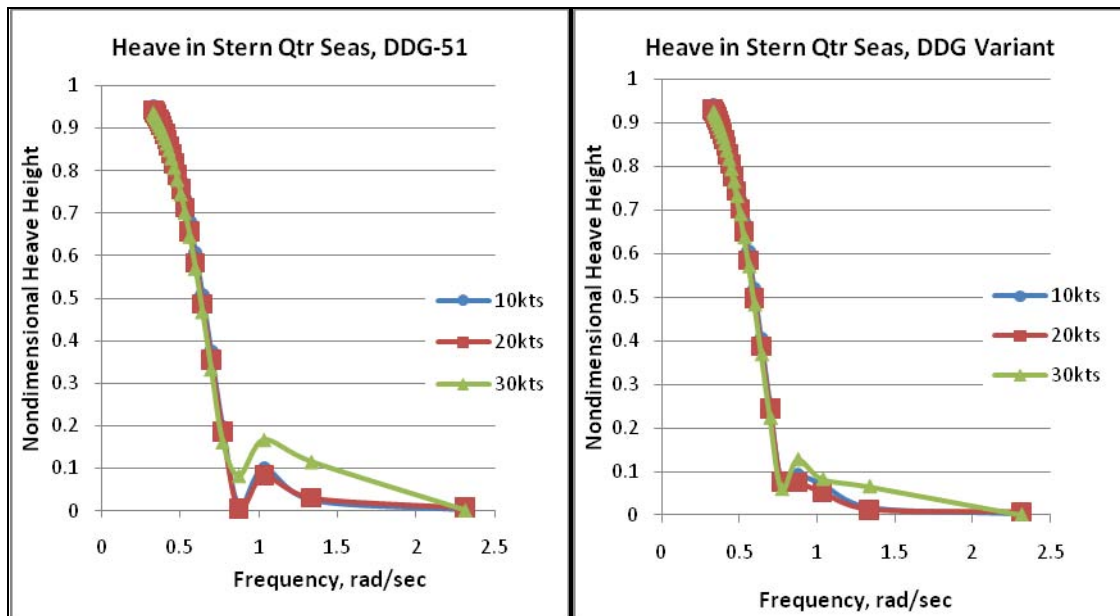 Heave in Stern Qtr Seas, DDG-51
Nondimensional Heave Height
1
0.9
0.8
0.7
0.6
0.5
0.4
0.3
0.2
0.1
0
0
0.5
1
1.5
2
2.5
Frequency, rad/sec
10kts
20kts
30kts
Heave in Stern Qtr Seas, DDG Variant
Nondimensional Heave Height
1
0.9
0.8
0.7
0.6
0.5
0.4
0.3
0.2
0.1
0
0
0.5
1
1.5
2
2.5
Frequency, rad/sec
10kts
20kts
30kts